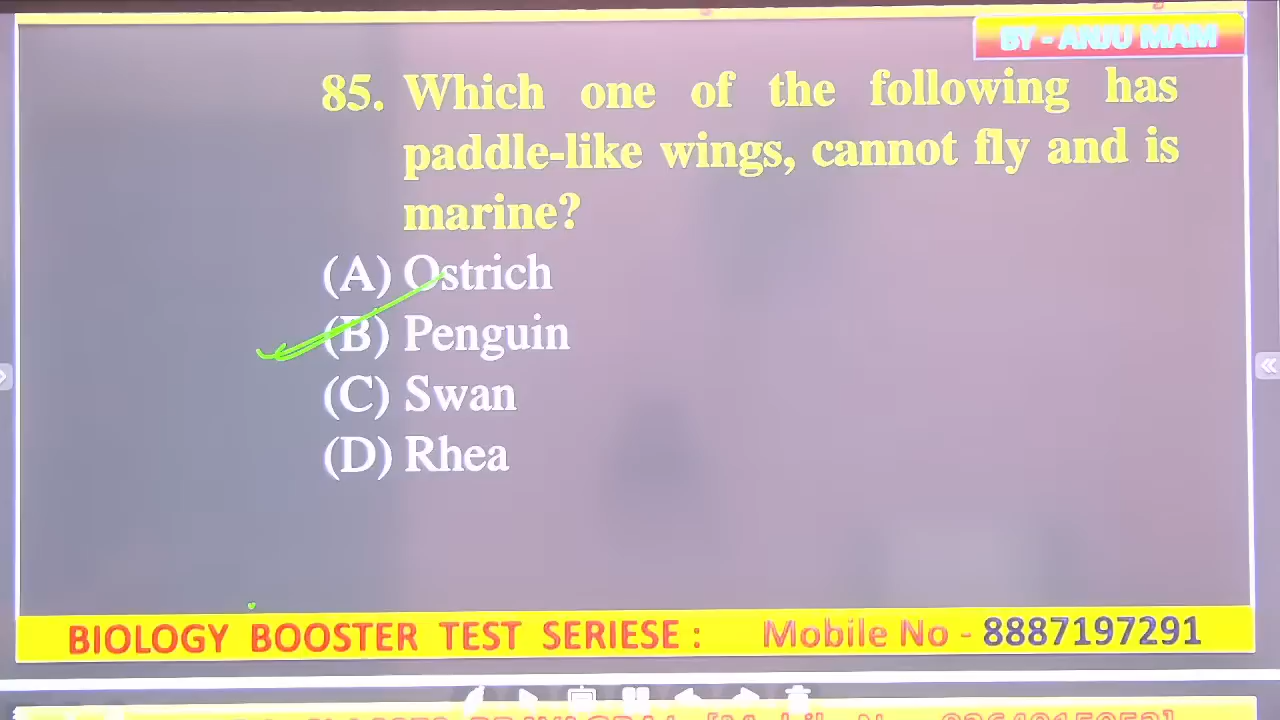 BY - ANJU MAM
85. Which one of the following has
paddle-like wings, cannot fly and is
marine?
(A) Ostrich
(B) Penguin
(C) Swan
(D) Rhea
BIOLOGY BOOSTER TEST SERIESE : Mobile No - 8887197291